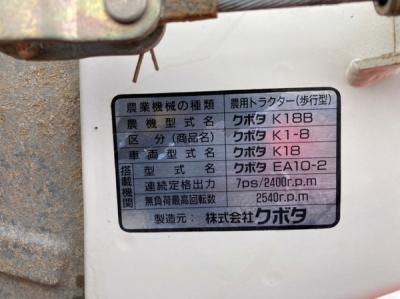 農業機械の種類 農用トラクター(歩行型)
農機型式名 クボタ K18B
区分(商品名) クボタ K1-8
車両型式名 クボタ K18
搭載機関 型式名 クボタ EA10-2
連続定格出力 7ps/2400r.p.m
無負荷最高回転数 2540r.p.m
製造元:株式会社クボタ